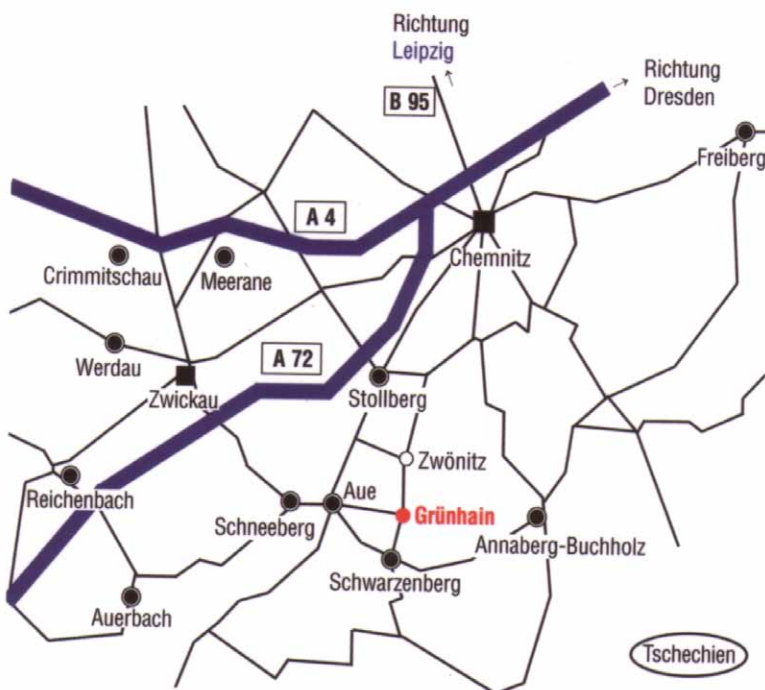 Richtung
Leipzig
Richtung
Dresden
B 95
Freiberg
A 4
Crimmitschau
Meerane
Chemnitz
Werdau
A 72
Zwickau
Stollberg
Zwönitz
Reichenbach
Schneeberg
Aue
Grünhain
Annaberg-Buchholz
Schwarzenberg
Auerbach
Tschechien